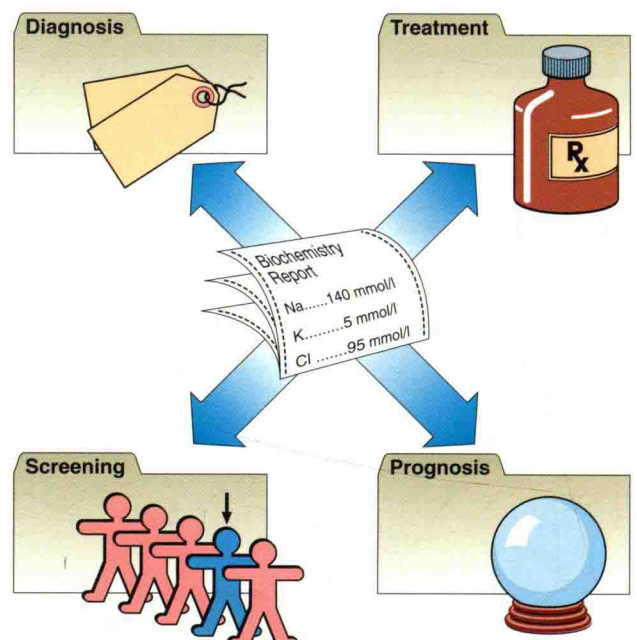 Diagnosis
Treatment
Rx
Biochemistry
Report
Na.....140 mmol/l
K.........5 mmol/l
Cl .......95 mmol/l
Screening
Prognosis